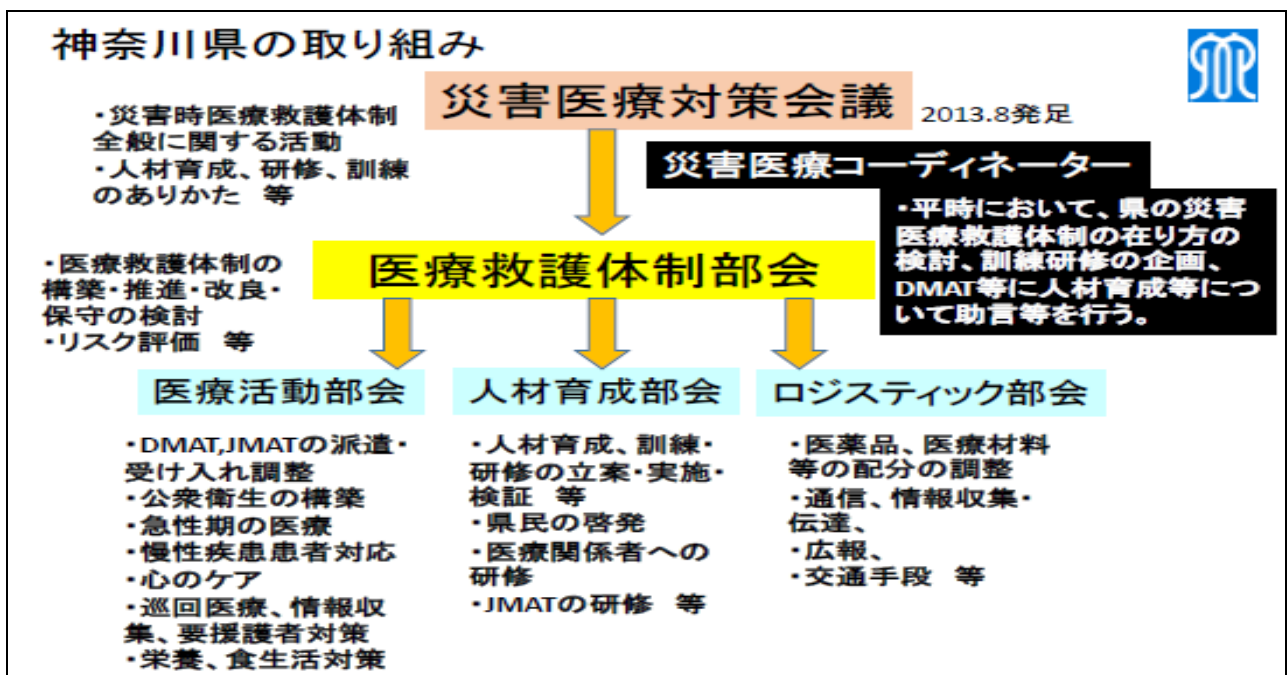 神奈川県の取り組み
災害医療対策会議
2013.8発足
・災害時医療救護体制
全般に関する活動
・人材育成、研修、訓練
のありかた 等
災害医療コーディネーター
・平時において、県の災害
医療救護体制の在り方の
検討、訓練研修の企画、
DMAT等に人材育成等につ
いて助言等を行う。
医療救護体制部会
・医療救護体制の
構築・推進・改良・
保守の検討
・リスク評価 等
医療活動部会
・DMAT,JMATの派遣・
受け入れ調整
・公衆衛生の構築
・急性期の医療
・慢性疾患患者対応
・心のケア
・巡回医療、情報収
集、要援護者対策
・栄養、食生活対策
人材育成部会
・人材育成、訓練・
研修の立案・実施・
検証 等
・県民の啓発
・医療関係者への
研修
・JMATの研修 等
ロジスティック部会
・医薬品、医療材料
等の配分の調整
・通信、情報収集・
伝達、
・広報、
・交通手段 等